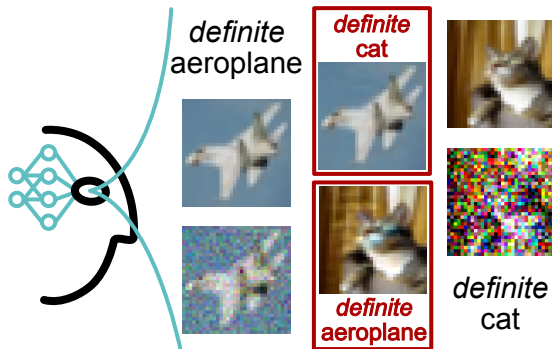 definite
aeroplane
definite
cat
definite
aeroplane
definite
cat